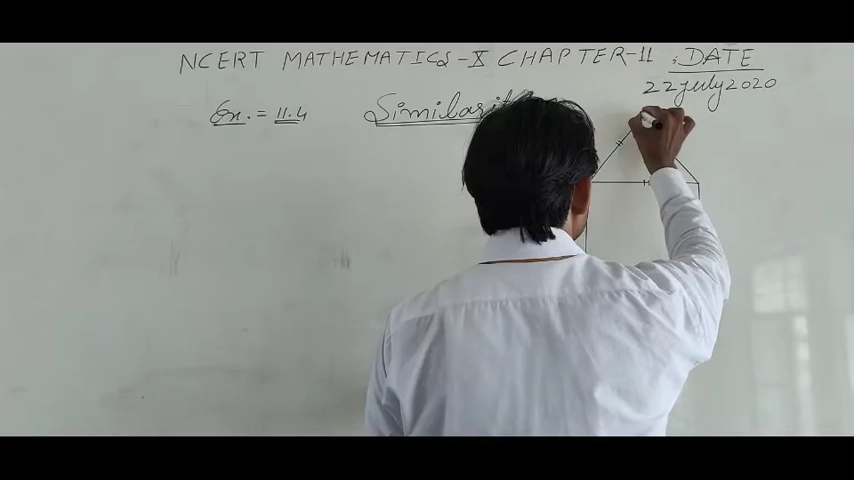 NCERT MATHEMATICS-X CHAPTER-11 ; DATE
22 July 2020
Ex. = 11.4